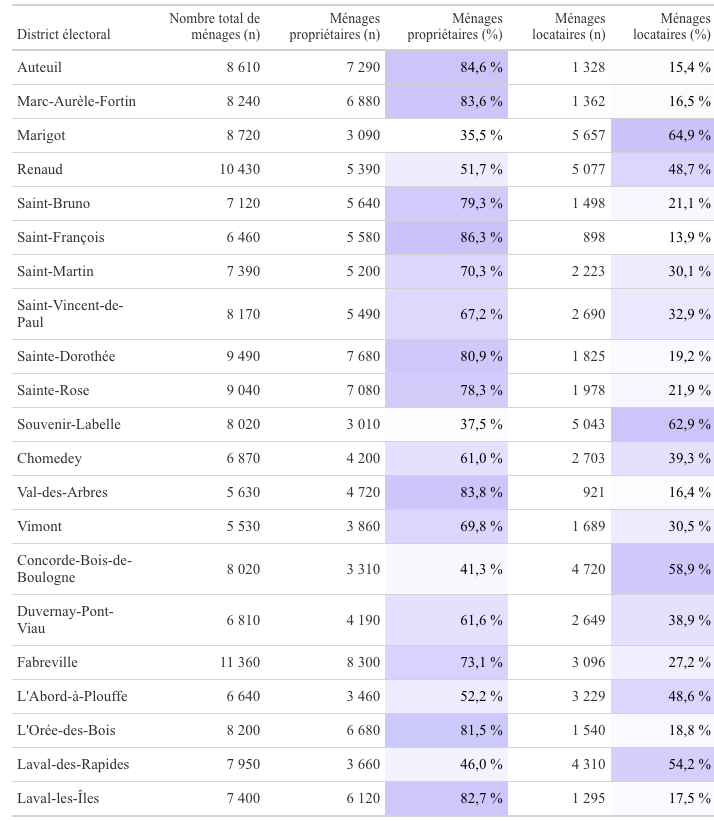 District électoral Nombre total de ménages (n) Ménages propriétaires (n) Ménages propriétaires (%) Ménages locataires (n) Ménages locataires (%)
Auteuil 8 610 7 290 84,6 % 1 328 15,4 %
Marc-Aurèle-Fortin 8 240 6 880 83,6 % 1 362 16,5 %
Marigot 8 720 3 090 35,5 % 5 657 64,9 %
Renaud 10 430 5 390 51,7 % 5 077 48,7 %
Saint-Bruno 7 120 5 640 79,3 % 1 498 21,1 %
Saint-François 6 460 5 580 86,3 % 898 13,9 %
Saint-Martin 7 390 5 200 70,3 % 2 223 30,1 %
Saint-Vincent-de-
Paul 8 170 5 490 67,2 % 2 690 32,9 %
Sainte-Dorothée 9 490 7 680 80,9 % 1 825 19,2 %
Sainte-Rose 9 040 7 080 78,3 % 1 978 21,9 %
Souvenir-Labelle 8 020 3 010 37,5 % 5 043 62,9 %
Chomedey 6 870 4 200 61,0 % 2 703 39,3 %
Val-des-Arbres 5 630 4 720 83,8 % 921 16,4 %
Vimont 5 530 3 860 69,8 % 1 689 30,5 %
Concorde-Bois-de-
Boulogne 8 020 3 310 41,3 % 4 720 58,9 %
Duvernay-Pont-
Viau 6 810 4 190 61,6 % 2 649 38,9 %
Fabreville 11 360 8 300 73,1 % 3 096 27,2 %
L'Abord-à-Plouffe 6 640 3 460 52,2 % 3 229 48,6 %
L'Orée-des-Bois 8 200 6 680 81,5 % 1 540 18,8 %
Laval-des-Rapides 7 950 3 660 46,0 % 4 310 54,2 %
Laval-les-Îles 7 400 6 120 82,7 % 1 295 17,5 %